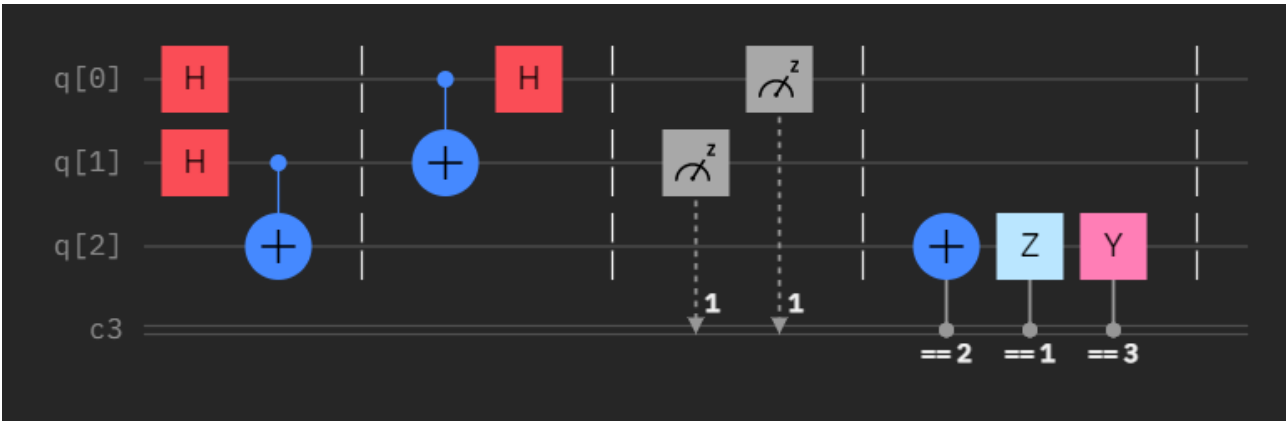 q[0] H H z
q[1] H z
q[2] Z Y
1 1
c3
==2 ==1 ==3